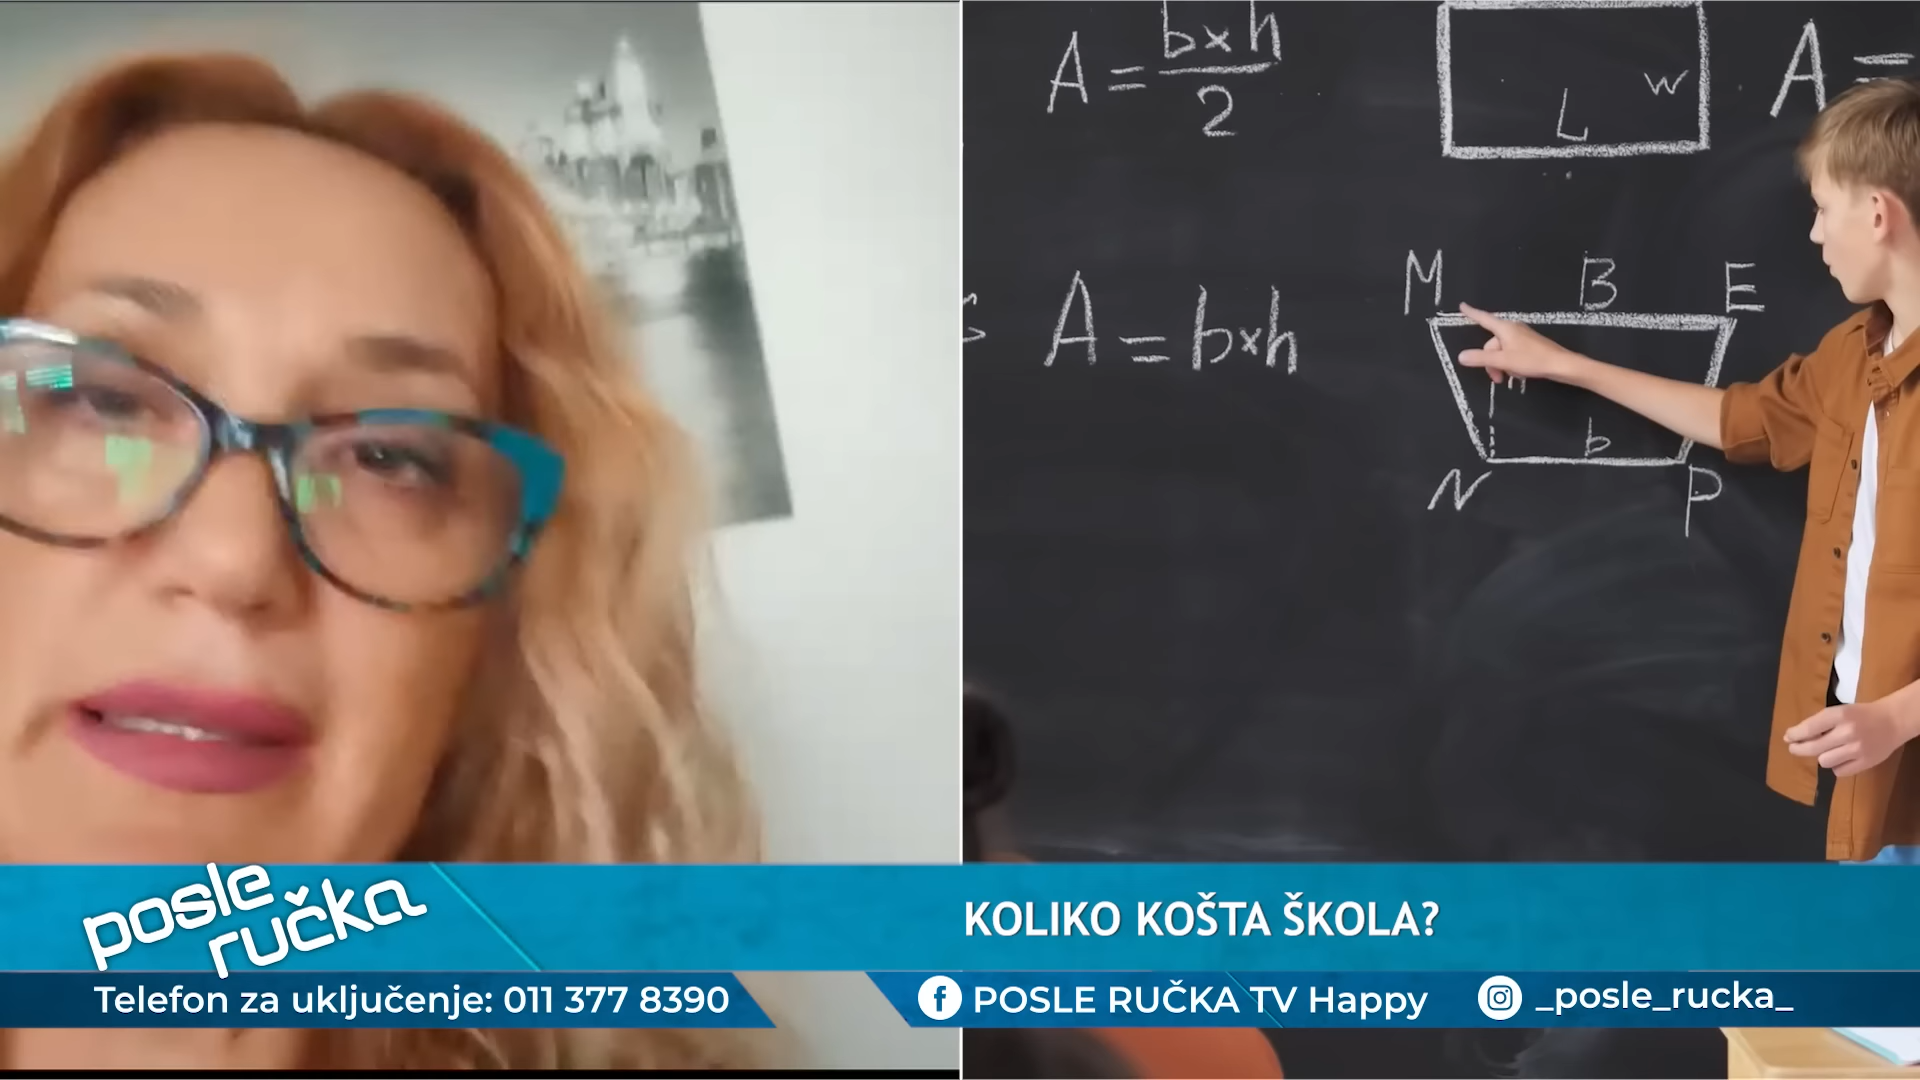 A = b×h
2
L
w
A =
M B E
A = b×h
h
b
N P
posle
ručka
KOLIKO KOŠTA ŠKOLA?
Telefon za uključenje: 011 377 8390
POSLE RUČKA TV Happy
_posle_rucka_